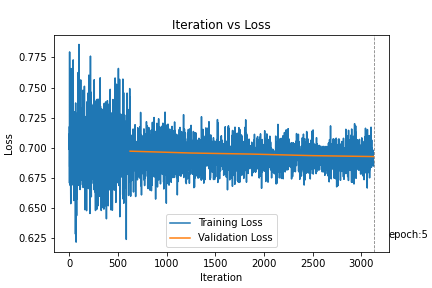 Iteration vs Loss
0.775
0.750
0.725
0.700
0.675
0.650
0.625
Loss
Training Loss
Validation Loss
epoch:5
0 500 1000 1500 2000 2500 3000
Iteration